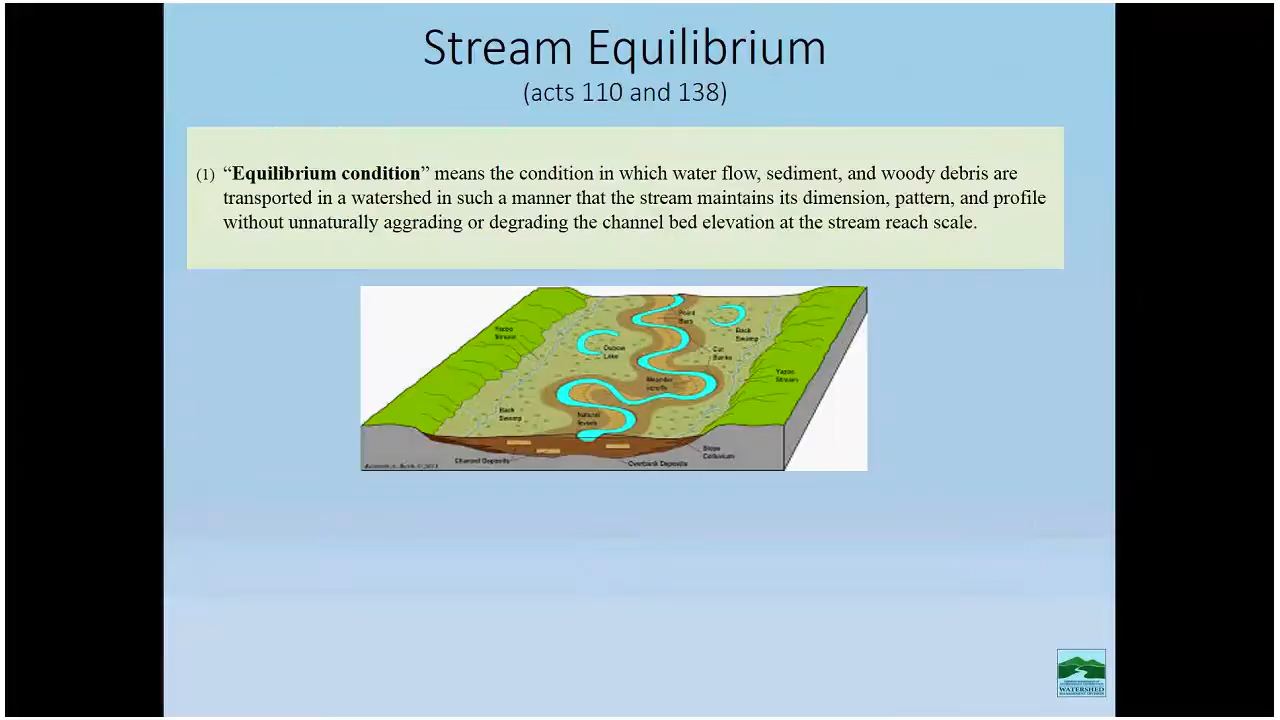 Stream Equilibrium
(acts 110 and 138)
(1) “Equilibrium condition” means the condition in which water flow, sediment, and woody debris are
transported in a watershed in such a manner that the stream maintains its dimension, pattern, and profile
without unnaturally aggrading or degrading the channel bed elevation at the stream reach scale.
Point
Bars
Yazoo
Stream
Back
Swamp
Oxbow
Lake
Cut
Banks
Meander
scrolls
Yazoo
Stream
Back
Swamp
Natural
levees
Slope
Colluvium
Channel Deposits
Overbank Deposits
WATERSHED
MANAGEMENT DIVISION